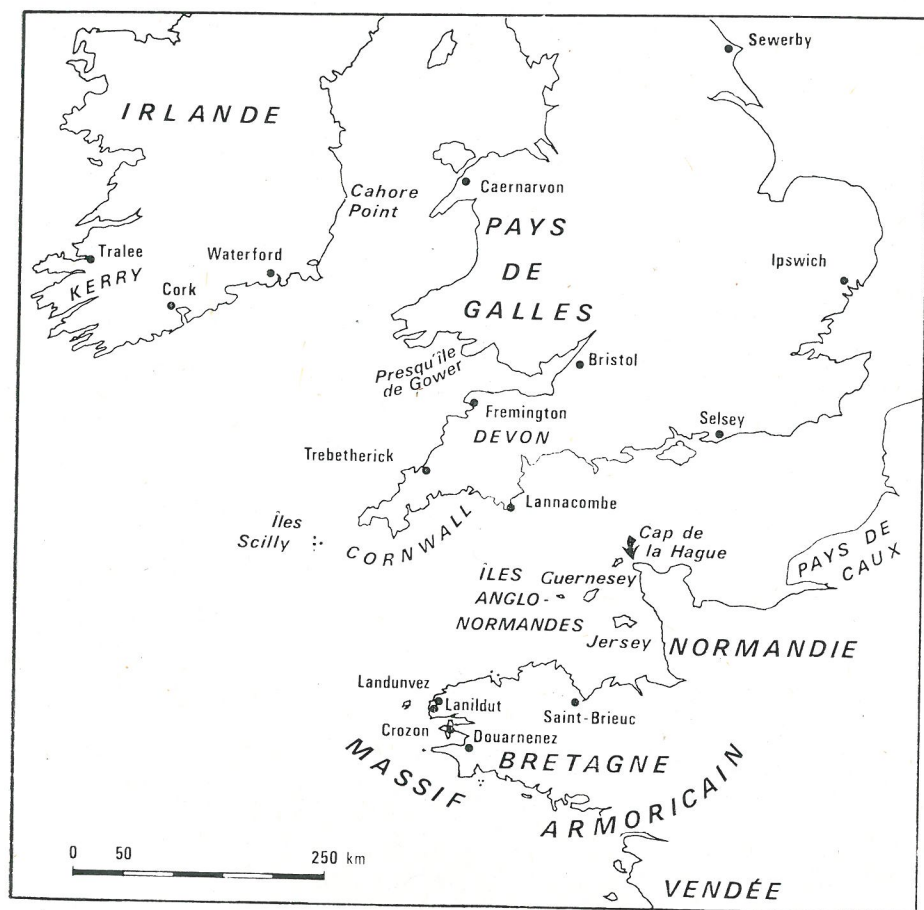 Sewerby
IRLANDE
Caernarvon
Cahore
Point
PAYS
DE
GALLES
Tralee
Waterford
KERRY
Cork
Ipswich
Presqu'île
de Gower
Bristol
Fremington
DEVON
Selsey
Trebetherick
Lannacombe
Îles
Scilly
CORNWALL
Cap de
la Hague
PAYS DE
CAUX
ÎLES
ANGLO-
NORMANDES
Guernesey
Jersey
NORMANDIE
Landunvez
Lanildut
Saint-Brieuc
Crozon
Douarnenez
BRETAGNE
MASSIF
ARMORICAIN
0 50 250 km
VENDÉE